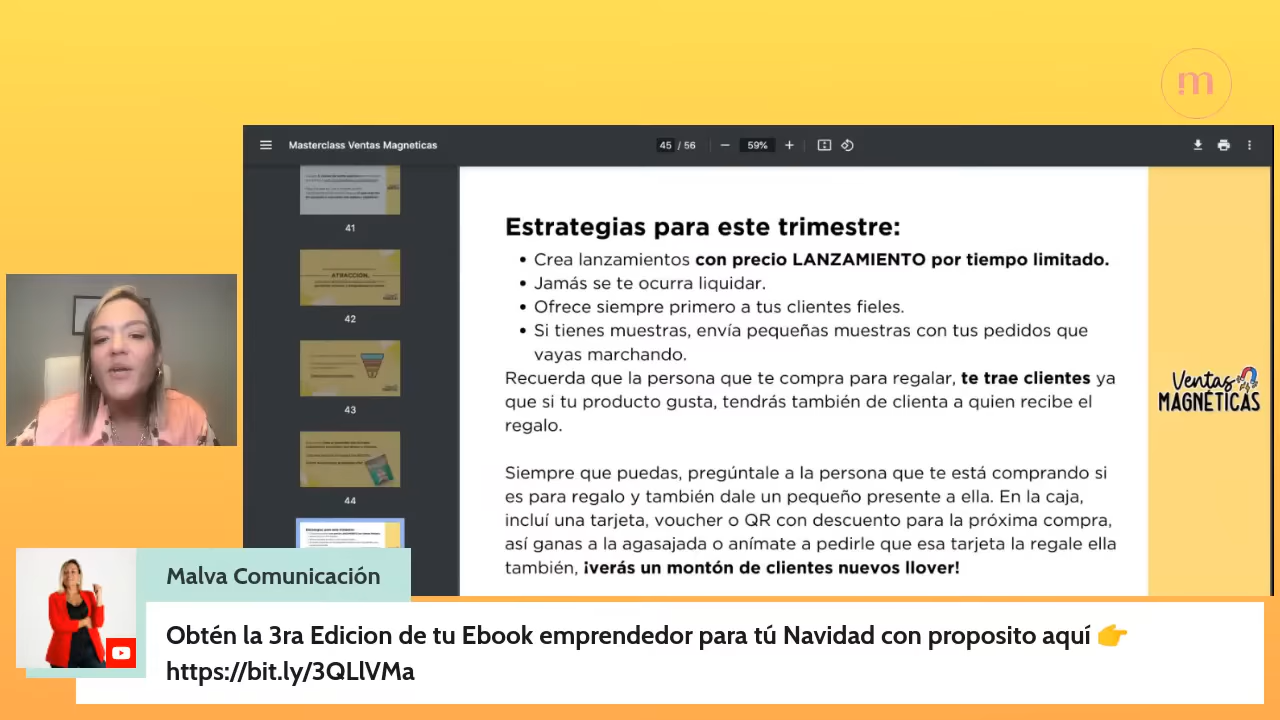 m
Masterclass Ventas Magneticas
45 / 56
59%
41
ATRACCION.
42
43
44
Estrategias para este trimestre:
• Crea lanzamientos con precio LANZAMIENTO por tiempo limitado.
• Jamás se te ocurra liquidar.
• Ofrece siempre primero a tus clientes fieles.
• Si tienes muestras, envía pequeñas muestras con tus pedidos que
vayas marchando.
Recuerda que la persona que te compra para regalar, te trae clientes ya
que si tu producto gusta, tendrás también de clienta a quien recibe el
regalo.
Siempre que puedas, pregúntale a la persona que te está comprando si
es para regalo y también dale un pequeño presente a ella. En la caja,
incluí una tarjeta, voucher o QR con descuento para la próxima compra,
así ganas a la agasajada o animate a pedirle que esa tarjeta la regale ella
también, ¡verás un montón de clientes nuevos llover!
Ventas
MAGNÉTICAS
Malva Comunicación
Obtén la 3ra Edicion de tu Ebook emprendedor para tú Navidad con proposito aquí 👉
https://bit.ly/3QLlVMa